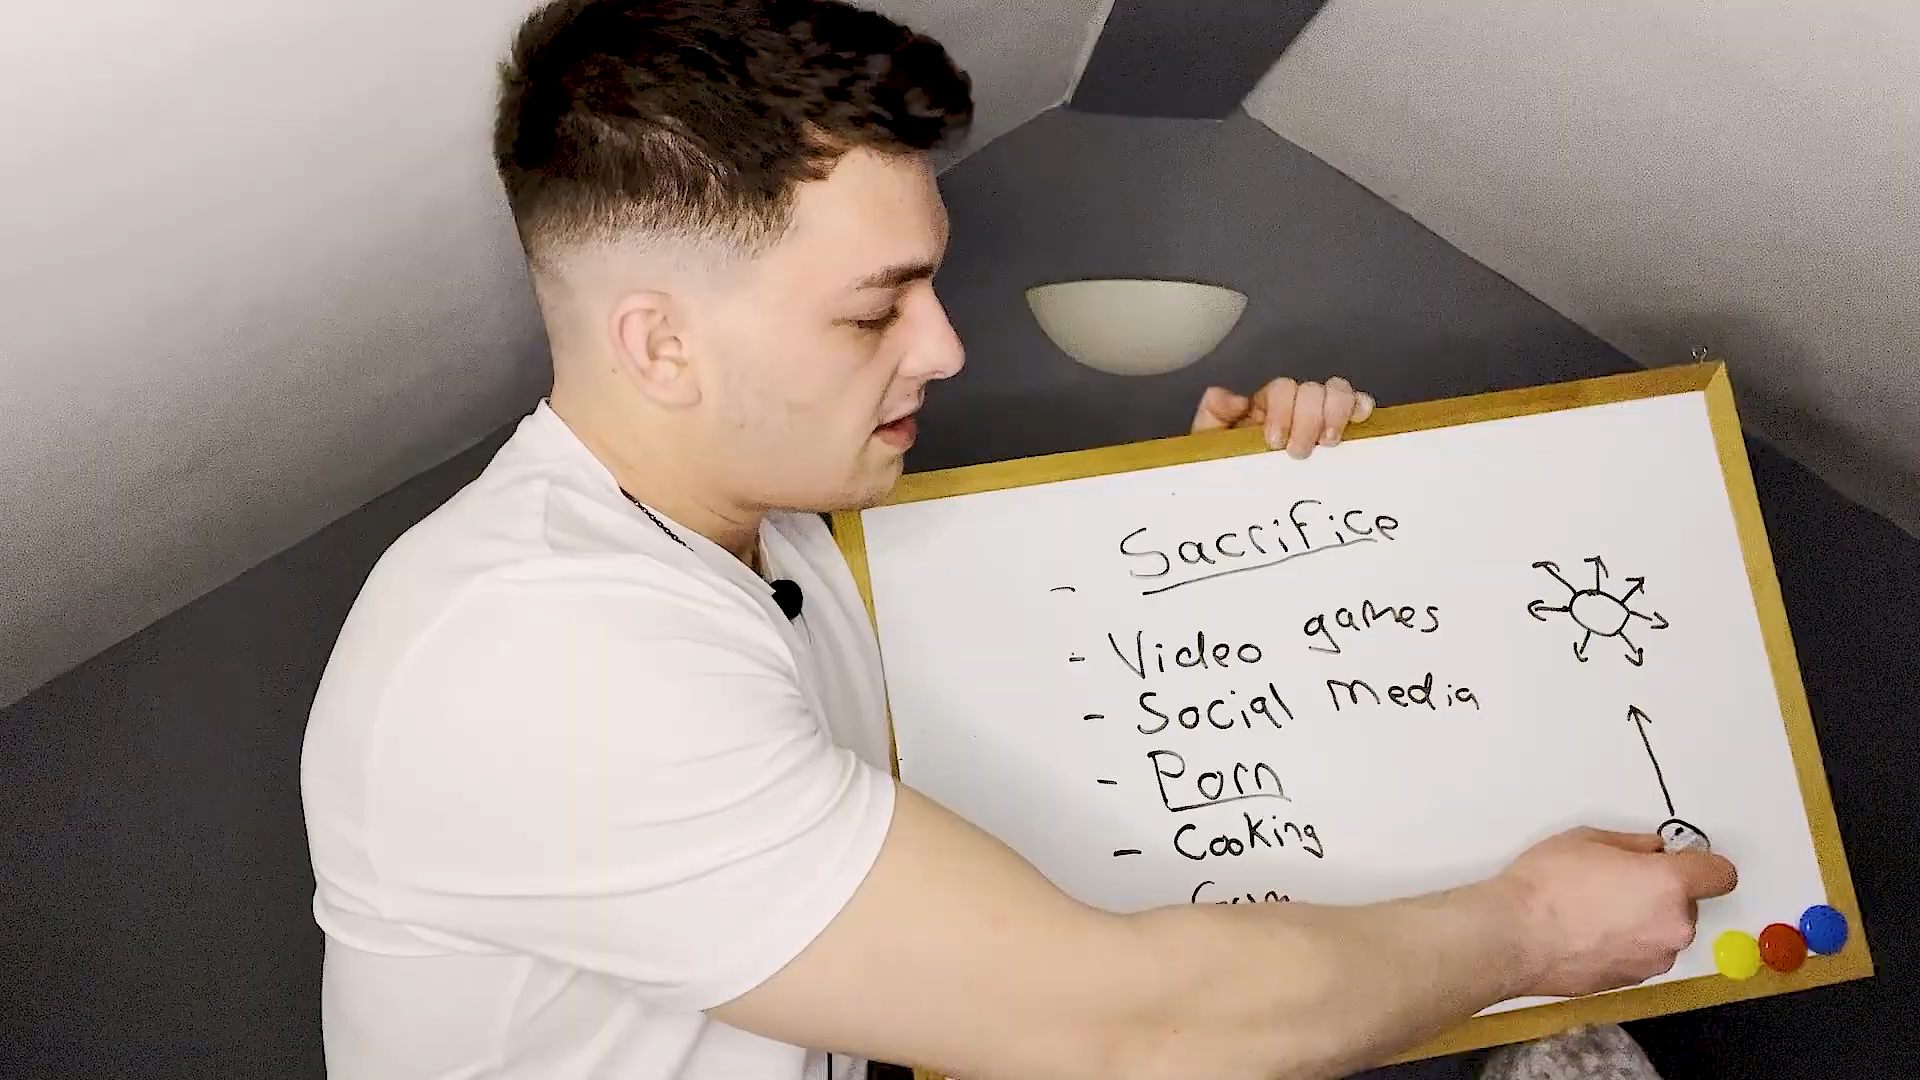 Sacrifice
-
- Video games
- Social media
- Porn
- Cooking